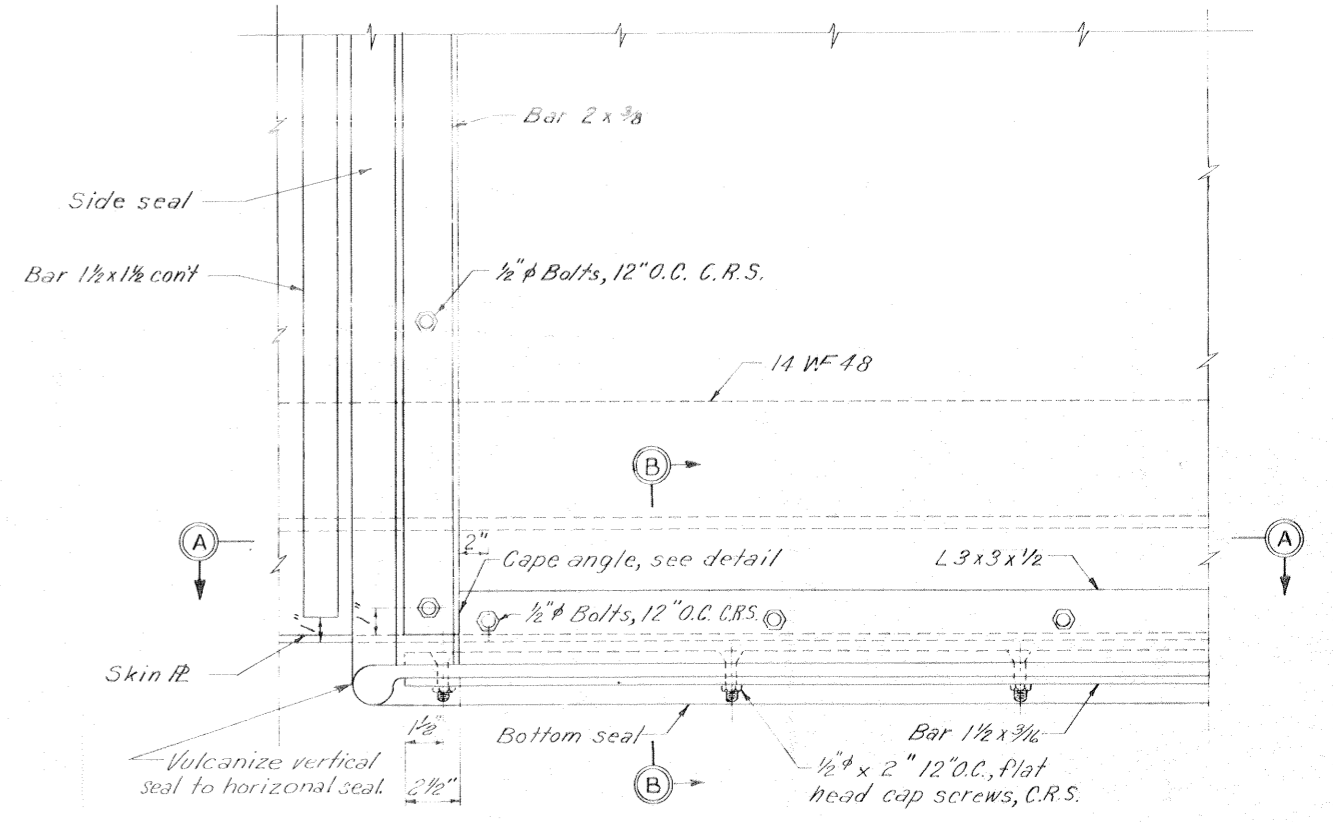 Bar 2 x 3/8
Side seal
Bar 1½ x 1½ con't
½"ϕ Bolts, 12" O.C. C.R.S.
14 WF 48
B
A
A
2"
Cape angle, see detail
L 3 x 3 x ½
1"
1"
½"ϕ Bolts, 12" O.C. C.R.S.
Skin PL
1½"
Bottom seal
Bar 1½ x 3/16
Vulcanize vertical
seal to horizonal seal.
2½"
B
½"ϕ x 2" 12" O.C., flat
head cap screws, C.R.S.